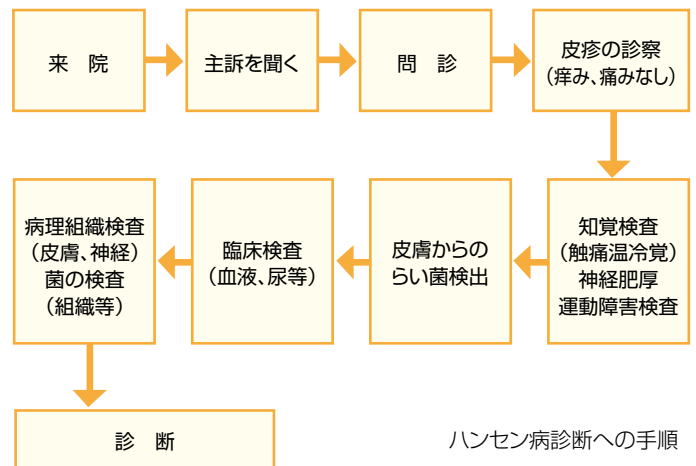 来　院
主訴を聞く
問　診
皮疹の診察
（痒み、痛みなし）
知覚検査
（触痛温冷覚）
神経肥厚
運動障害検査
皮膚からの
らい菌検出
臨床検査
（血液、尿等）
病理組織検査
（皮膚、神経）
菌の検査
（組織等）
診　断
ハンセン病診断への手順